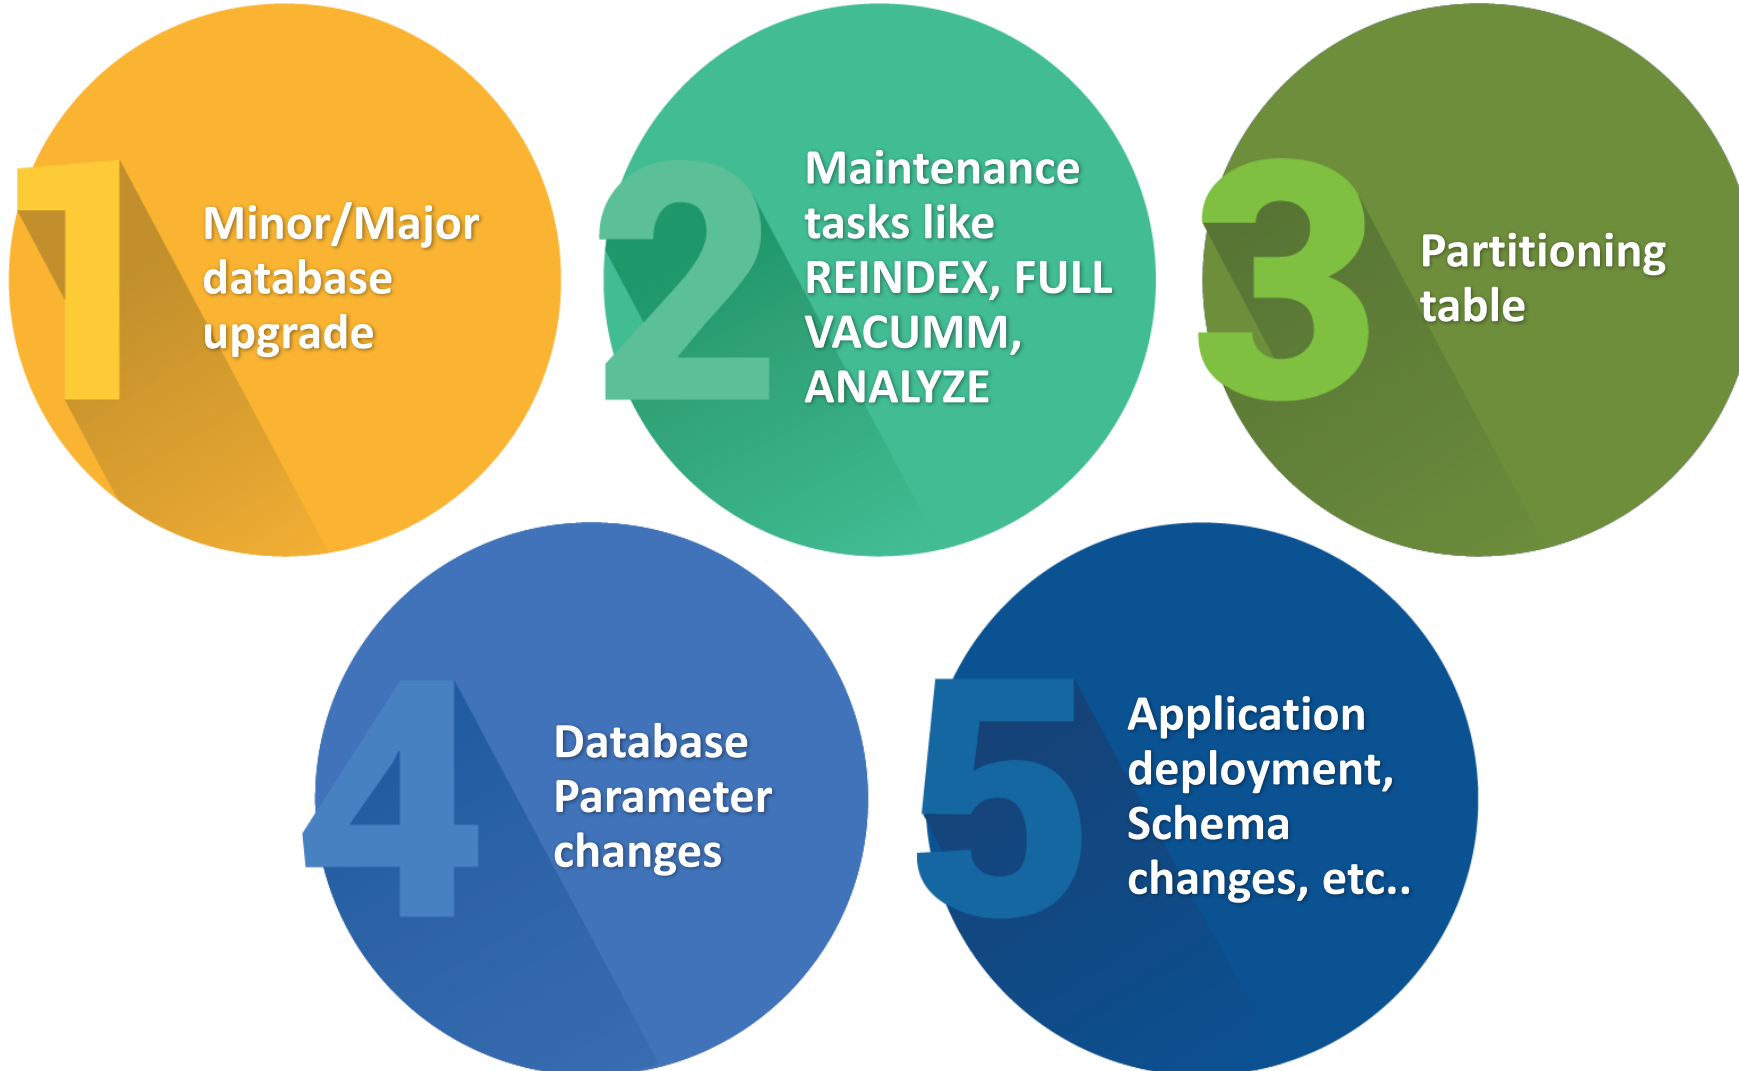 1
Minor/Major
database
upgrade
2
Maintenance
tasks like
REINDEX, FULL
VACUMM,
ANALYZE
3
Partitioning
table
4
Database
Parameter
changes
5
Application
deployment,
Schema
changes, etc..